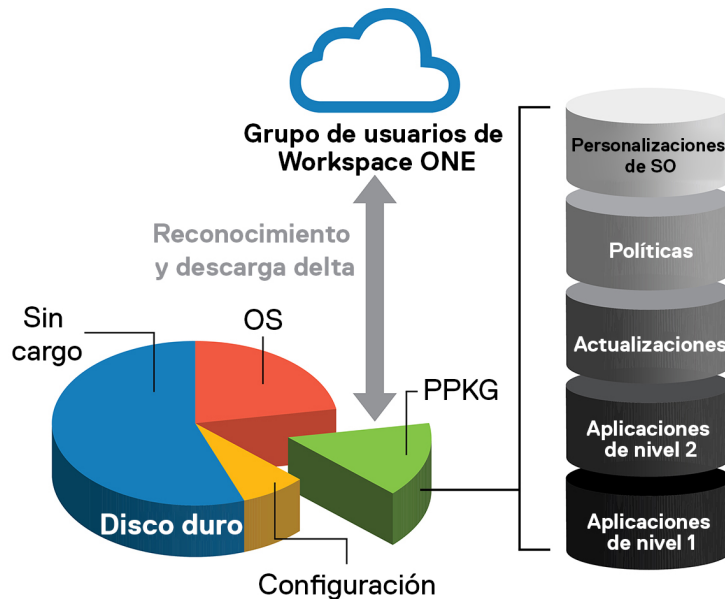 Grupo de usuarios de
Workspace ONE
Reconocimiento
y descarga delta
Sin
cargo
OS
PPKG
Disco duro
Configuración
Personalizaciones
de SO
Políticas
Actualizaciones
Aplicaciones
de nivel 2
Aplicaciones
de nivel 1